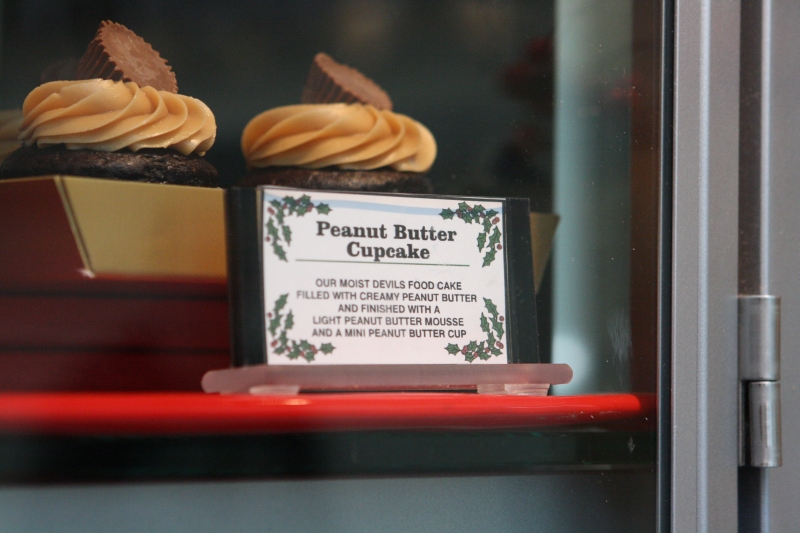 Peanut Butter
Cupcake
OUR MOIST DEVILS FOOD CAKE
FILLED WITH CREAMY PEANUT BUTTER
AND FINISHED WITH A
LIGHT PEANUT BUTTER MOUSSE
AND A MINI PEANUT BUTTER CUP